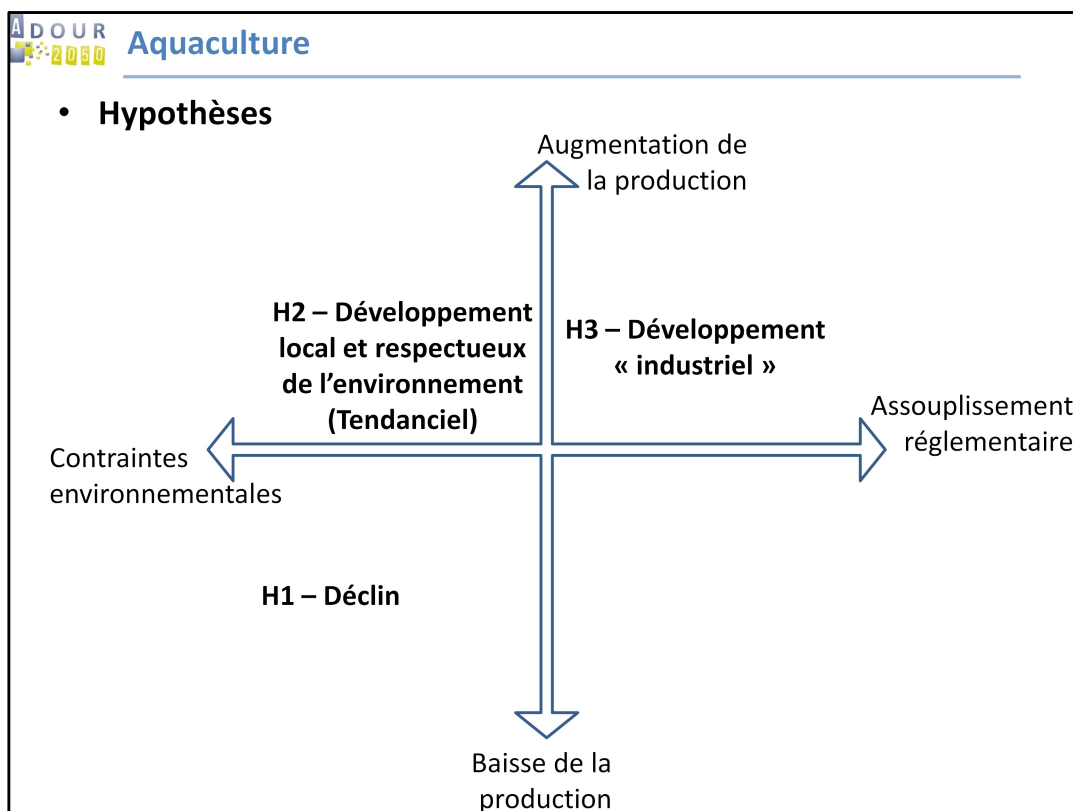 ADOUR
2050
Aquaculture
• Hypothèses
Augmentation de
la production
H2 – Développement
local et respectueux
de l’environnement
(Tendanciel)
H3 – Développement
« industriel »
Assouplissement
réglementaire
Contraintes
environnementales
H1 – Déclin
Baisse de la
production